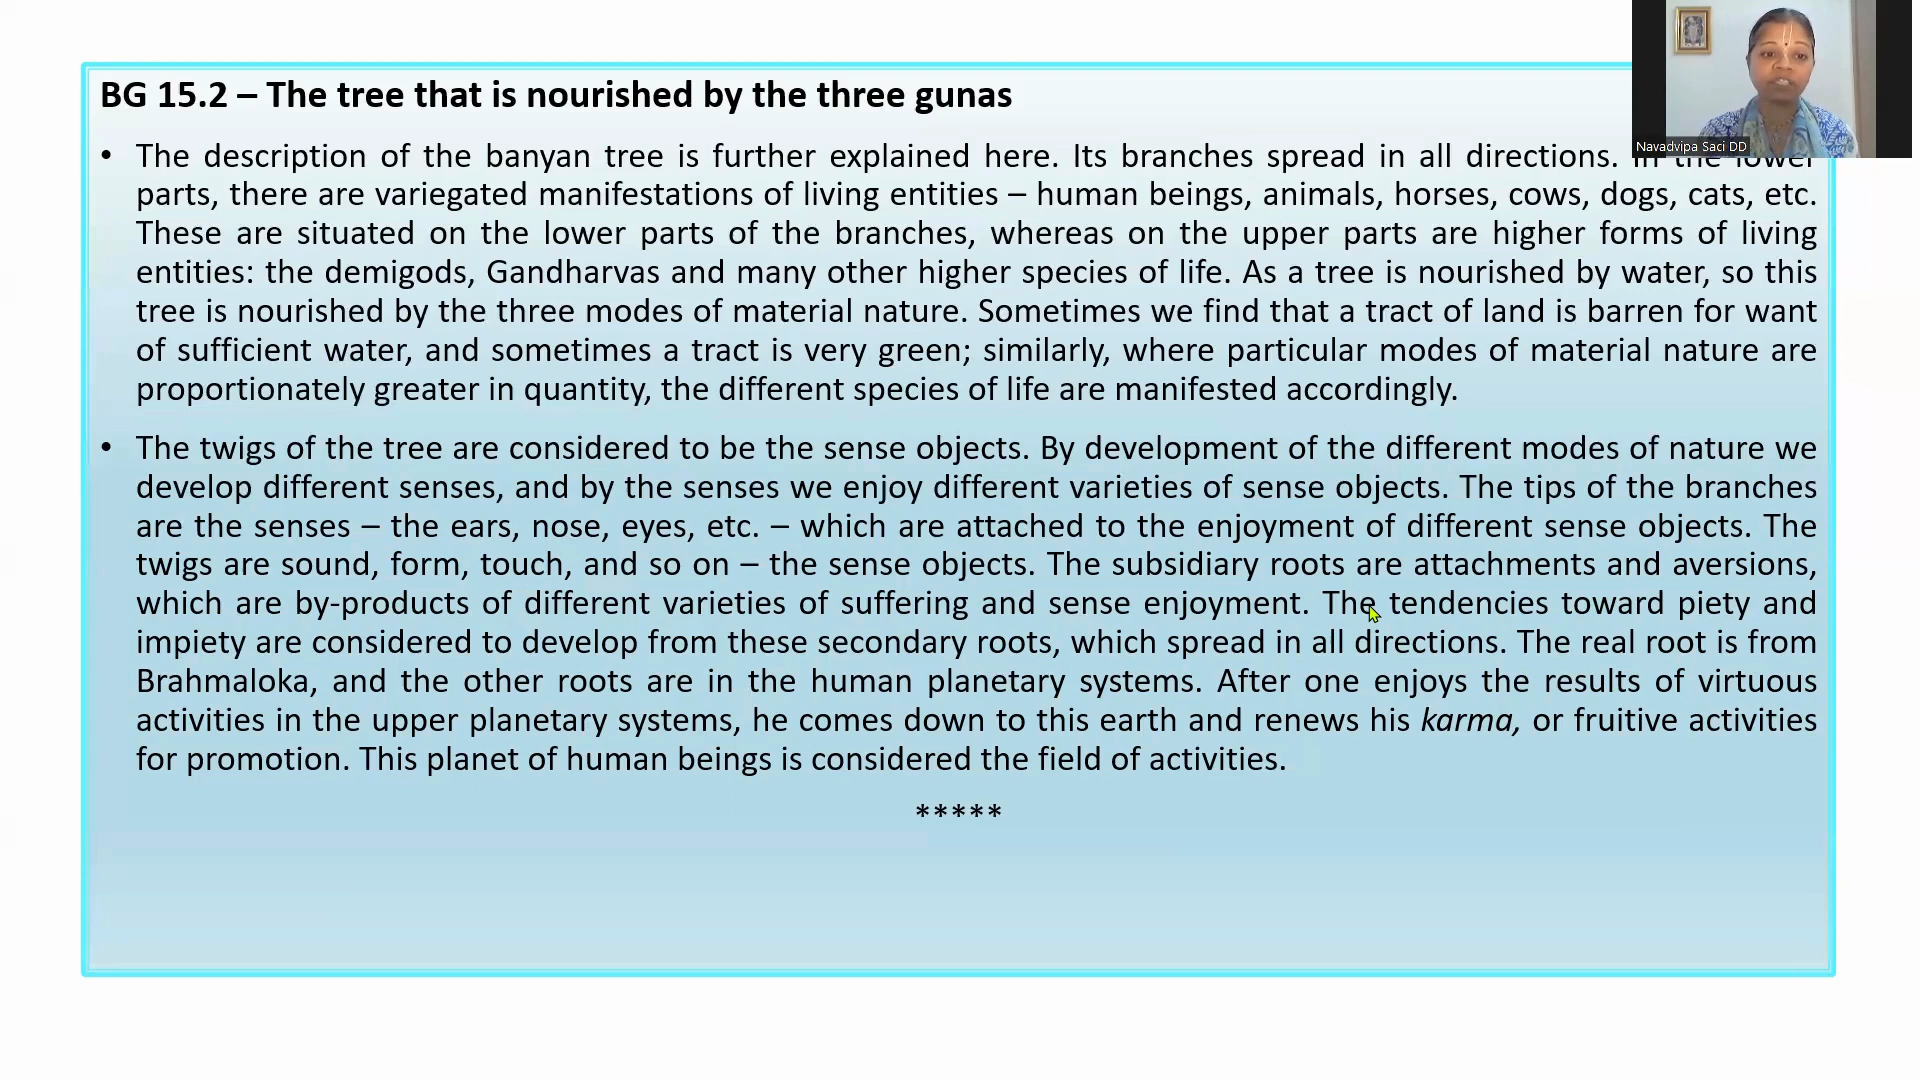 BG 15.2 – The tree that is nourished by the three gunas
Navadvipa Saci DD
• The description of the banyan tree is further explained here. Its branches spread in all directions. In the lower
parts, there are variegated manifestations of living entities – human beings, animals, horses, cows, dogs, cats, etc.
These are situated on the lower parts of the branches, whereas on the upper parts are higher forms of living
entities: the demigods, Gandharvas and many other higher species of life. As a tree is nourished by water, so this
tree is nourished by the three modes of material nature. Sometimes we find that a tract of land is barren for want
of sufficient water, and sometimes a tract is very green; similarly, where particular modes of material nature are
proportionately greater in quantity, the different species of life are manifested accordingly.
• The twigs of the tree are considered to be the sense objects. By development of the different modes of nature we
develop different senses, and by the senses we enjoy different varieties of sense objects. The tips of the branches
are the senses – the ears, nose, eyes, etc. – which are attached to the enjoyment of different sense objects. The
twigs are sound, form, touch, and so on – the sense objects. The subsidiary roots are attachments and aversions,
which are by-products of different varieties of suffering and sense enjoyment. The tendencies toward piety and
impiety are considered to develop from these secondary roots, which spread in all directions. The real root is from
Brahmaloka, and the other roots are in the human planetary systems. After one enjoys the results of virtuous
activities in the upper planetary systems, he comes down to this earth and renews his karma, or fruitive activities
for promotion. This planet of human beings is considered the field of activities.
*****